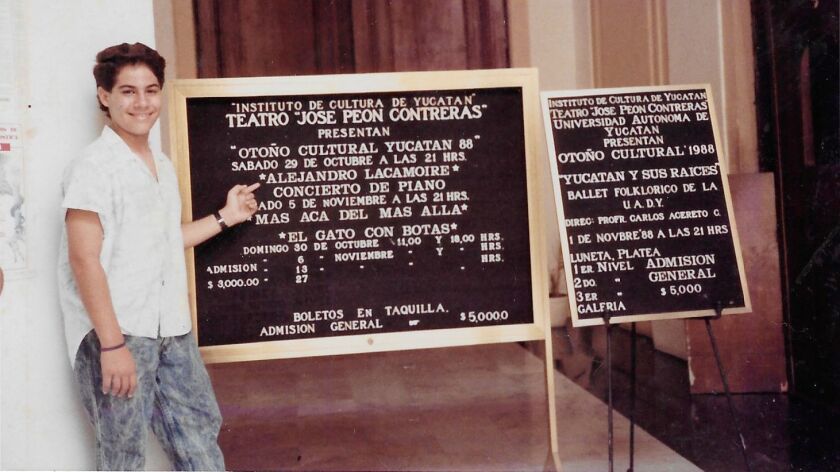 "INSTITUTO DE CULTURA DE YUCATAN"
TEATRO "JOSE PEON CONTRERAS"
PRESENTAN
"OTOÑO CULTURAL YUCATAN 88"
SABADO 29 DE OCTUBRE A LAS 21 HRS.
*ALEJANDRO LACAMOIRE*
CONCIERTO DE PIANO
ADO 5 DE NOVIEMBRE A LAS 21 HRS.
*MAS ACA DEL MAS ALLA*
*EL GATO CON BOTAS*
DOMINGO 30 DE OCTUBRE 11,00 Y 18,00 HRS.
" 6 " NOVIEMBRE " Y " HRS.
ADMISION " 13 " " " Y " HRS.
$ 3,000.00 " 27
BOLETOS EN TAQUILLA.
ADMISION GENERAL $ 5,000.0
INSTITUTO DE CULTURA DE YUCATAN
TEATRO "JOSE PEON CONTRERAS
UNIVERSIDAD AUTONOMA DE
YUCATAN
PRESENTAN
OTOÑO CULTURAL' 1988
"YUCATAN Y SUS RAICES"
BALLET FOLKLORICO DE LA
U.A.D.Y.
DIREC: PROFR. CARLOS ACERETO C.
1 DE NOVBRE'88 A LAS 21 HRS
LUNETA, PLATEA
1ER NIVEL ADMISION
2DO. " GENERAL
3ER " $ 5,000
GALERIA